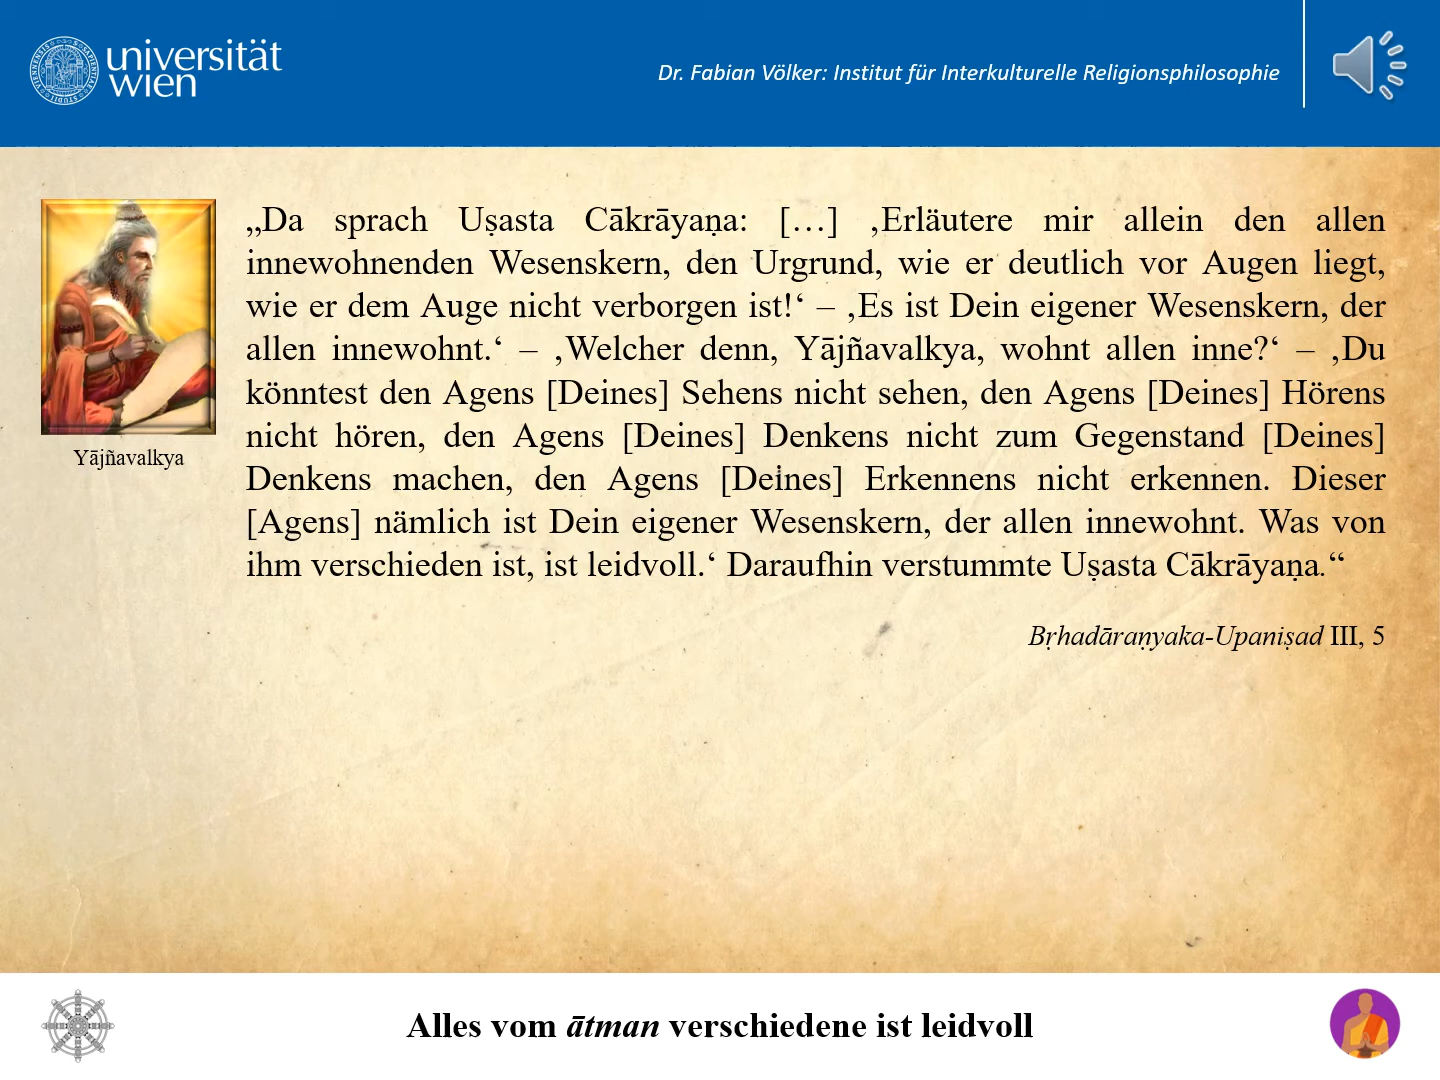 universität
wien
Dr. Fabian Völker: Institut für Interkulturelle Religionsphilosophie
„Da sprach Uṣasta Cākrāyaṇa: […] ‚Erläutere mir allein den allen
innewohnenden Wesenskern, den Urgrund, wie er deutlich vor Augen liegt,
wie er dem Auge nicht verborgen ist!‘ – ‚Es ist Dein eigener Wesenskern, der
allen innewohnt.‘ – ‚Welcher denn, Yājñavalkya, wohnt allen inne?‘ – ‚Du
könntest den Agens [Deines] Sehens nicht sehen, den Agens [Deines] Hörens
nicht hören, den Agens [Deines] Denkens nicht zum Gegenstand [Deines]
Denkens machen, den Agens [Deines] Erkennens nicht erkennen. Dieser
[Agens] nämlich ist Dein eigener Wesenskern, der allen innewohnt. Was von
ihm verschieden ist, ist leidvoll.‘ Daraufhin verstummte Uṣasta Cākrāyaṇa.“
Yājñavalkya
Bṛhadāraṇyaka-Upaniṣad III, 5
Alles vom ātman verschiedene ist leidvoll